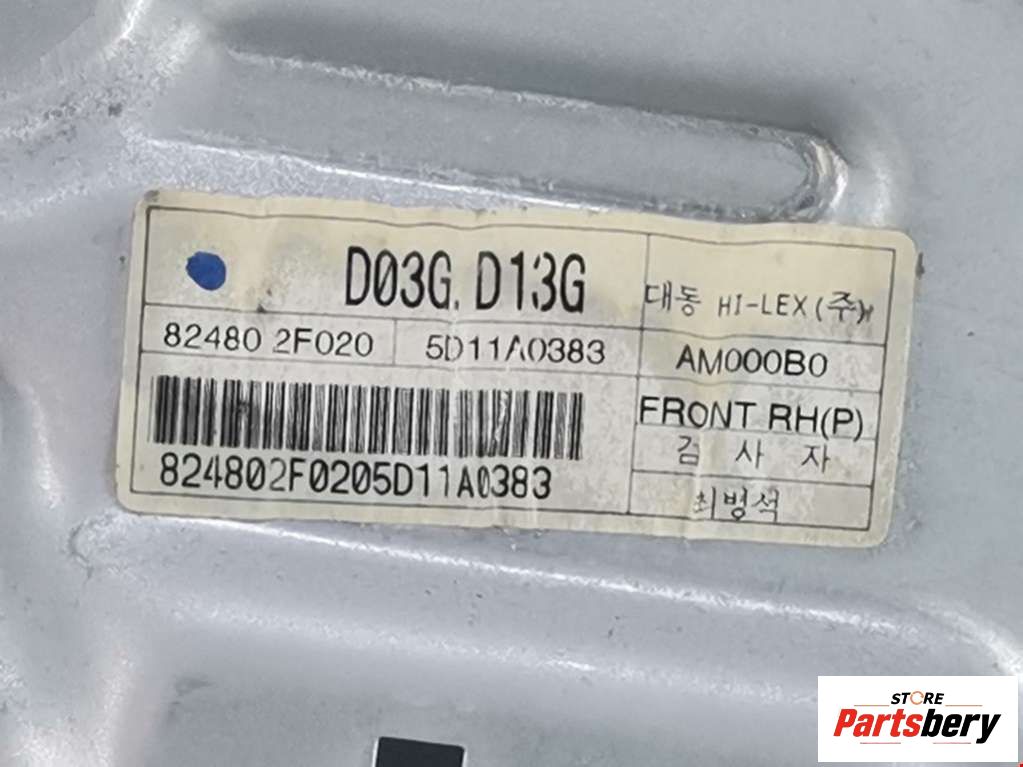 D03G. D13G
대동 HI-LEX (주)
82480 2F020
5D11A0383
AM000B0
FRONT RH(P)
824802F0205D11A0383
검 사 자
최병석
STORE
Partsbery